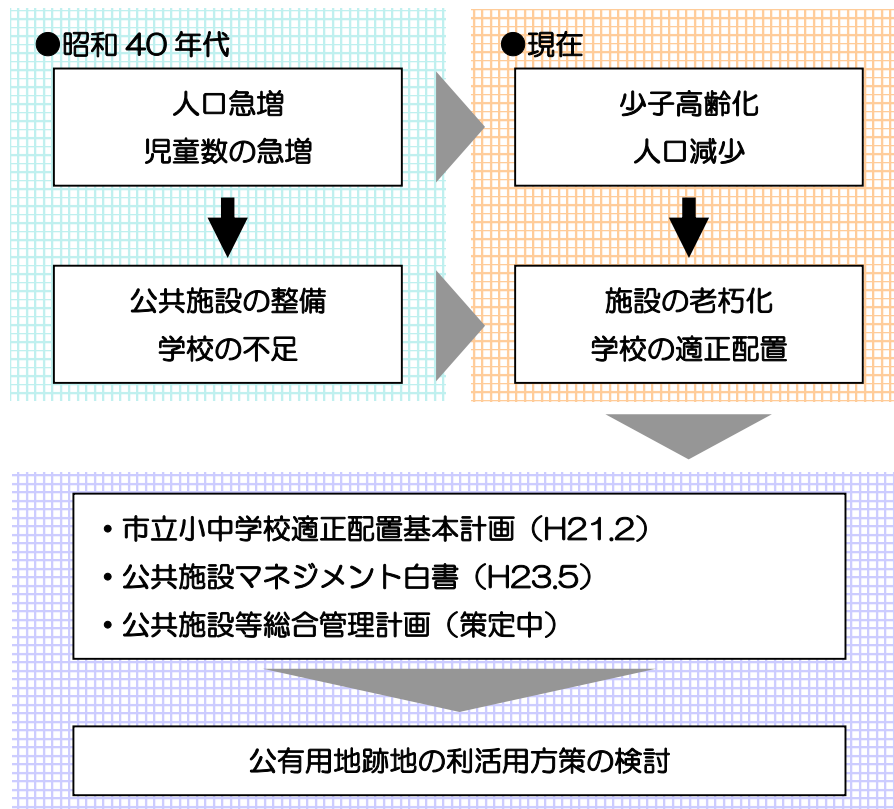 ●昭和 40 年代
人口急増
児童数の急増
公共施設の整備
学校の不足
●現在
少子高齢化
人口減少
施設の老朽化
学校の適正配置
・市立小中学校適正配置基本計画（H21.2）
・公共施設マネジメント白書（H23.5）
・公共施設等総合管理計画（策定中）
公有用地跡地の利活用方策の検討